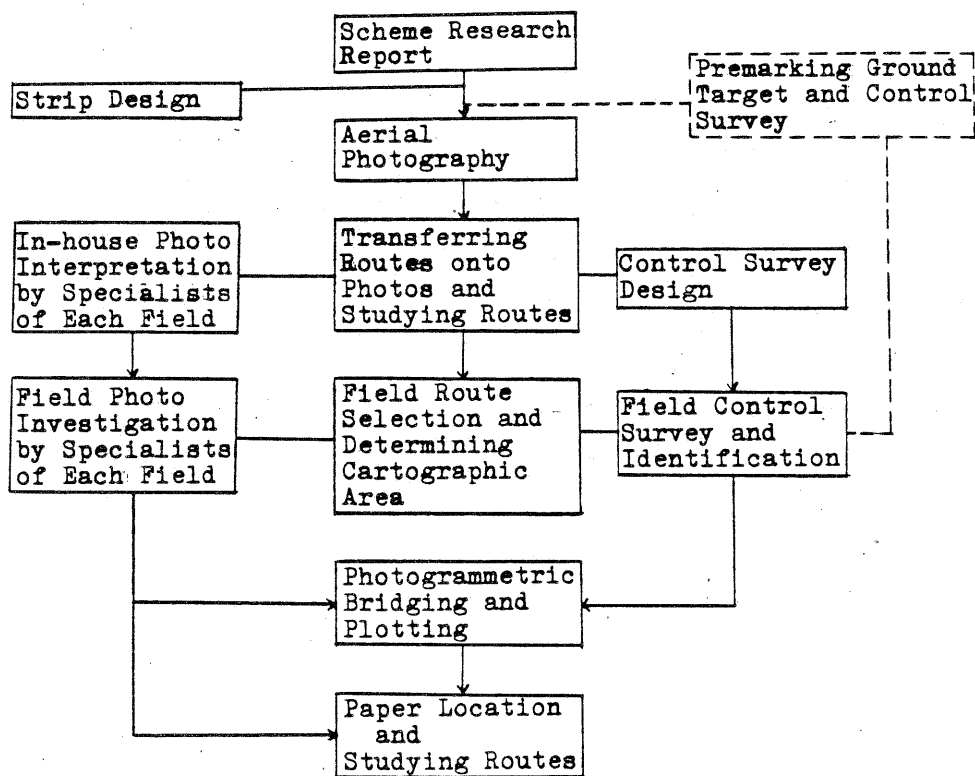 Scheme Research
Report
Strip Design
Premarking Ground
Target and Control
Survey
Aerial
Photography
In-house Photo
Interpretation
by Specialists
of Each Field
Transferring
Routes onto
Photos and
Studying Routes
Control Survey
Design
Field Photo
Investigation
by Specialists
of Each Field
Field Route
Selection and
Determining
Cartographic
Area
Field Control
Survey and
Identification
Photogrammetric
Bridging and
Plotting
Paper Location
and
Studying Routes